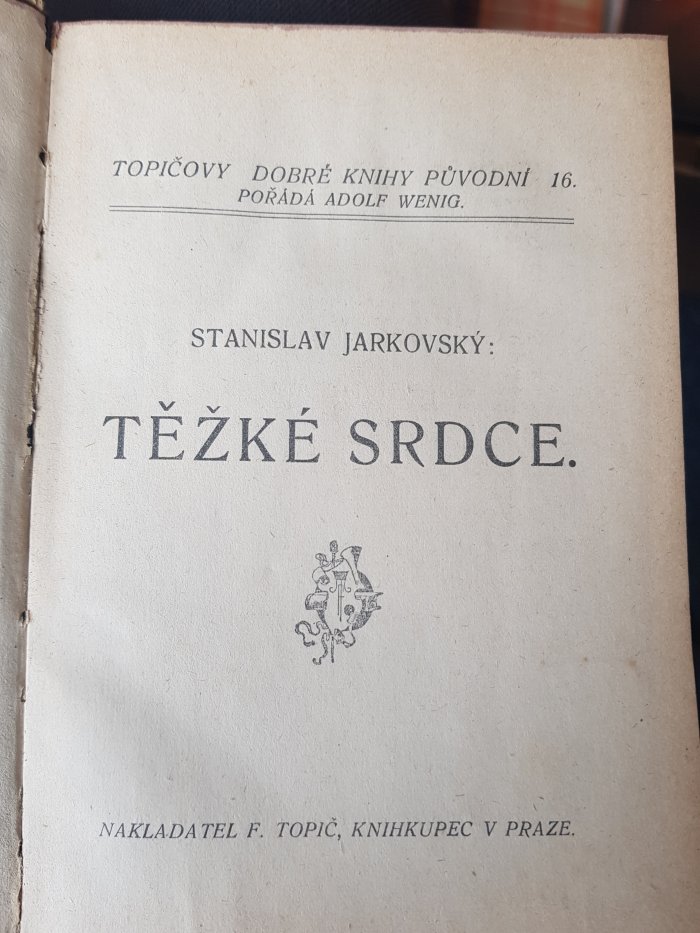 TOPIČOVY DOBRÉ KNIHY PŮVODNÍ 16.
POŘÁDÁ ADOLF WENIG.
STANISLAV JARKOVSKÝ:
TĚŽKÉ SRDCE.
NAKLADATEL F. TOPIČ, KNIHKUPEC V PRAZE.